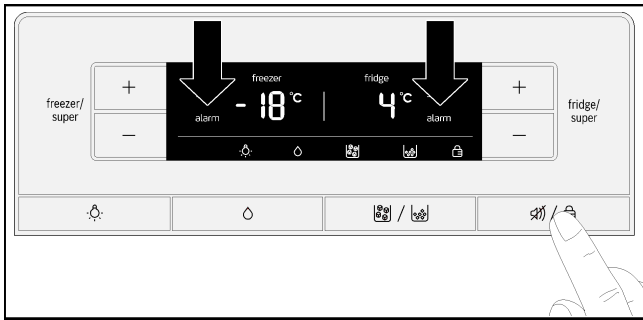 freezer fridge
freezer/
super
+
+
alarm -18 °C 4 °C alarm
fridge/
super
−
−
/
/